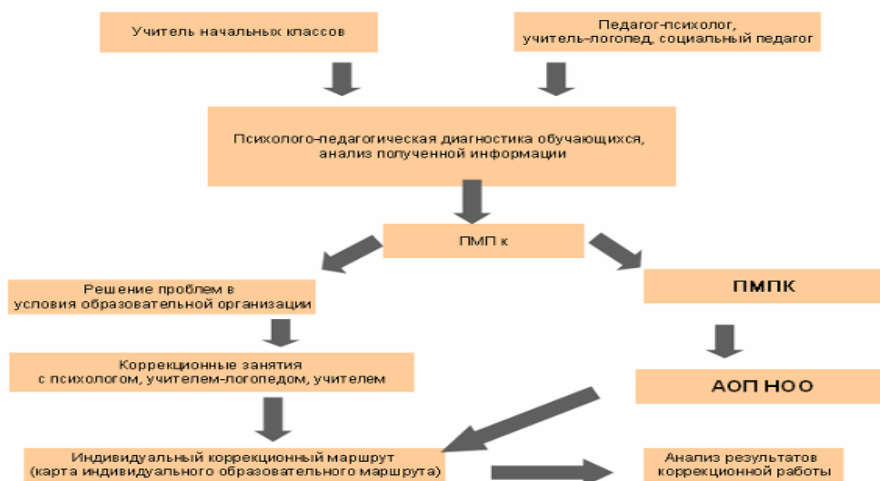 Учитель начальных классов
Педагог-психолог,
учитель-логопед, социальный педагог
Психолого-педагогическая диагностика обучающихся,
анализ полученной информации
ПМП к
Решение проблем в
условия образовательной организации
ПМПК
Коррекционные занятия
с психологом, учителем-логопедом, учителем
АОП НОО
Индивидуальный коррекционный маршрут
(карта индивидуального образовательного маршрута)
Анализ результатов
коррекционной работы